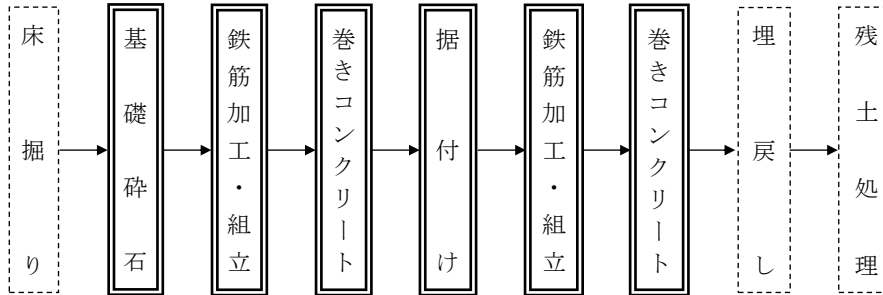 床掘り
基礎砕石
鉄筋加工・組立
巻きコンクリート
据付け
鉄筋加工・組立
巻きコンクリート
埋戻し
残土処理